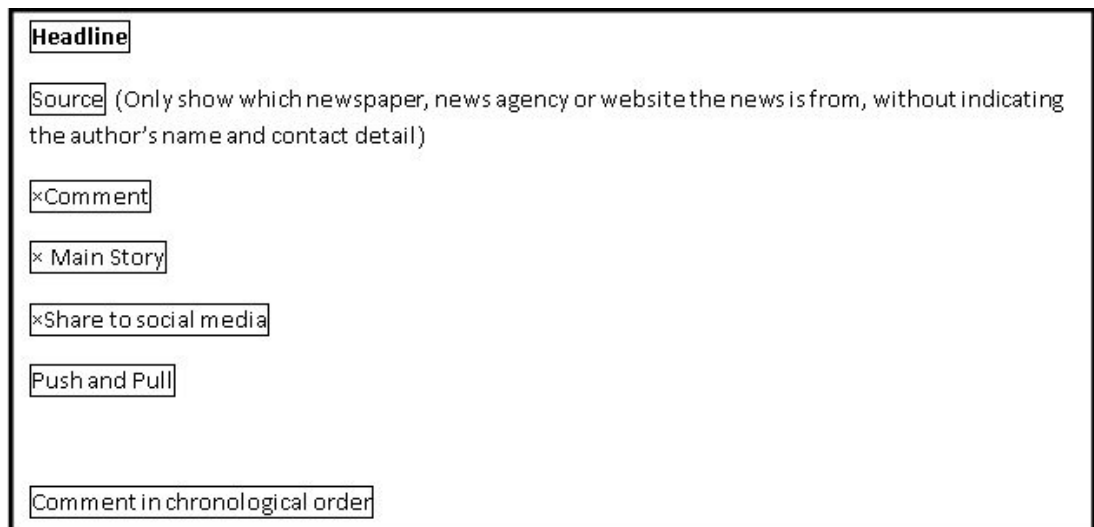 Headline
Source (Only show which newspaper, news agency or website the news is from, without indicating
the author's name and contact detail)
×Comment
× Main Story
×Share to social media
Push and Pull
Comment in chronological order